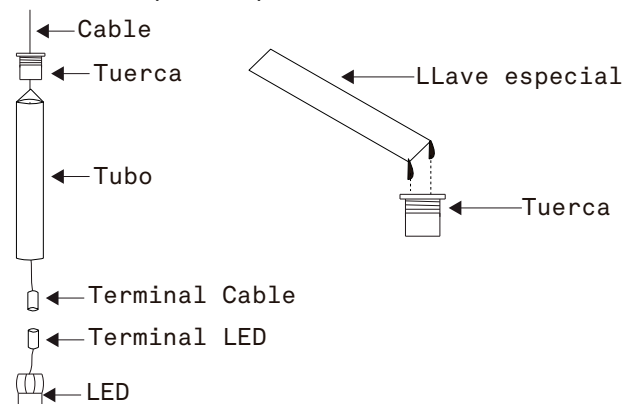 Cable
Tuerca
Tubo
Terminal Cable
Terminal LED
LED
LLave especial
Tuerca